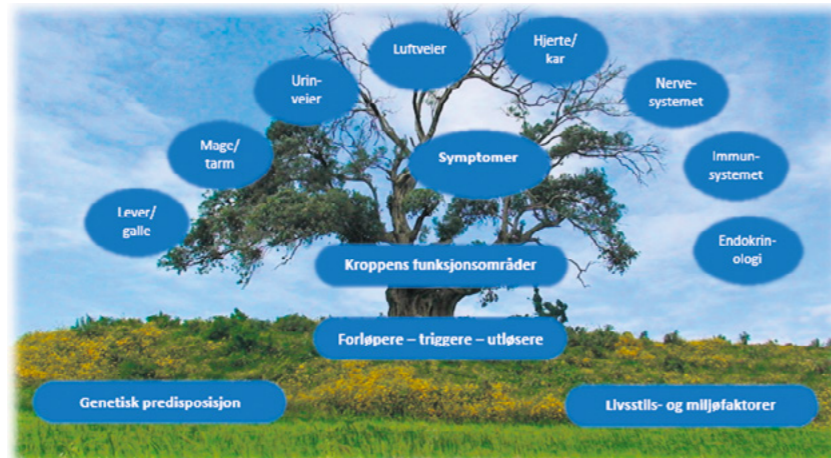 Luftveier
Hjerte/
kar
Urin-
veier
Nerve-
systemet
Mage/
tarm
Symptomer
Immun-
systemet
Lever/
galle
Endokrin-
ologi
Kroppens funksjonsområder
Forløpere – triggere – utløsere
Genetisk predisposisjon
Livsstils- og miljøfaktorer